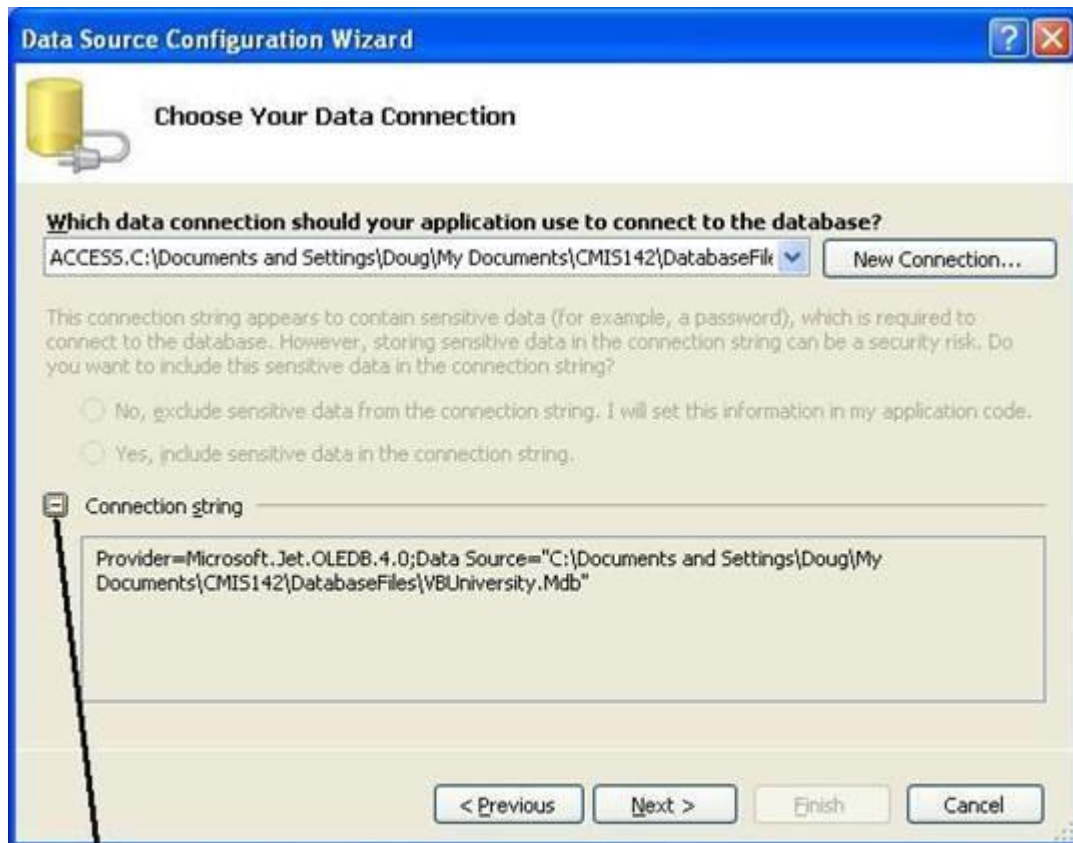 Data Source Configuration Wizard
Choose Your Data Connection
Which data connection should your application use to connect to the database?
ACCESS.C:\Documents and Settings\Doug\My Documents\CMIS142\DatabaseFile
New Connection...
This connection string appears to contain sensitive data (for example, a password), which is required to
connect to the database. However, storing sensitive data in the connection string can be a security risk. Do
you want to include this sensitive data in the connection string?
No, exclude sensitive data from the connection string. I will set this information in my application code.
Yes, include sensitive data in the connection string.
Connection string
Provider=Microsoft.Jet.OLEDB.4.0;Data Source="C:\Documents and Settings\Doug\My
Documents\CMIS142\DatabaseFiles\VBUniversity.Mdb"
< Previous
Next >
Finish
Cancel